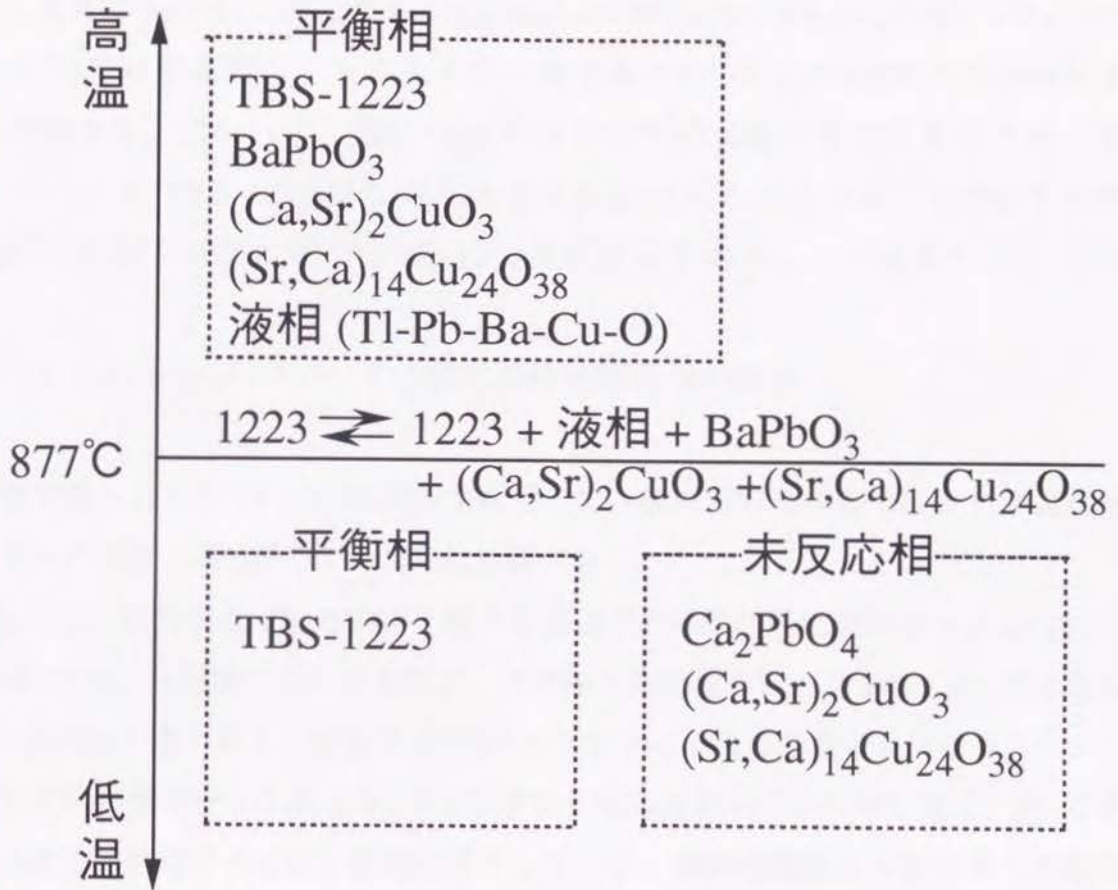 高温
平衡相
TBS-1223
BaPbO₃
(Ca,Sr)₂CuO₃
(Sr,Ca)₁₄Cu₂₄O₃₈
液相 (Tl-Pb-Ba-Cu-O)
877℃
1223 ⇄ 1223 + 液相 + BaPbO₃
+ (Ca,Sr)₂CuO₃ +(Sr,Ca)₁₄Cu₂₄O₃₈
平衡相
TBS-1223
未反応相
Ca₂PbO₄
(Ca,Sr)₂CuO₃
(Sr,Ca)₁₄Cu₂₄O₃₈
低温